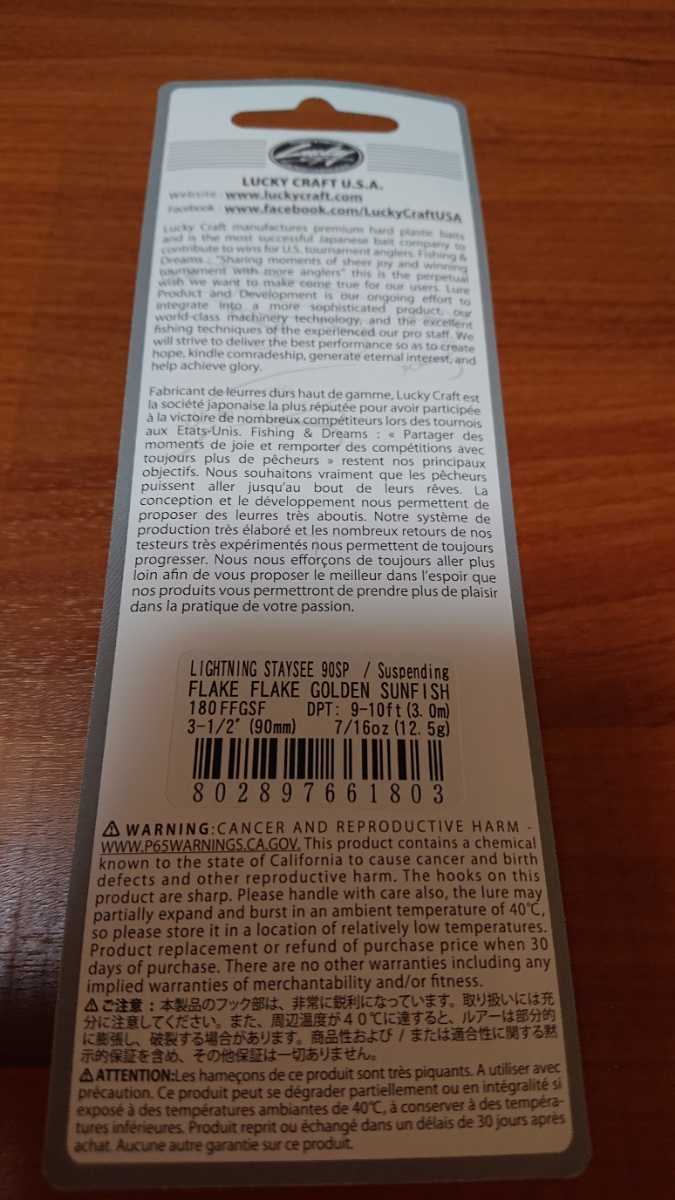 Lucky
LUCKY CRAFT U.S.A.
Website : www.luckycraft.com
Facebook : www.facebook.com/LuckyCraftUSA
Lucky Craft manufactures premium hard plastic baits
and is the most successful Japanese bait company to
contribute to wins for U.S. tournament anglers. Fishing &
Dreams : "Sharing moments of sheer joy and winning
tournament with more anglers" this is the perpetual
wish we want to make come true for our users. Lure
Product and Development is our ongoing effort to
integrate into a more sophisticated product, our
world-class machinery technology, and the excellent
fishing techniques of the experienced our pro staff. We
will strive to deliver the best performance so as to create
hope, kindle comradeship, generate eternal interest, and
help achieve glory.
Fabricant de leurres durs haut de gamme, Lucky Craft est
la société japonaise la plus réputée pour avoir participée
à la victoire de nombreux compétiteurs lors des tournois
aux Etats-Unis. Fishing & Dreams : « Partager des
moments de joie et remporter des compétitions avec
toujours plus de pêcheurs » restent nos principaux
objectifs. Nous souhaitons vraiment que les pêcheurs
puissent aller jusqu'au bout de leurs rêves. La
conception et le développement nous permettent de
proposer des leurres très aboutis. Notre système de
production très élaboré et les nombreux retours de nos
testeurs très expérimentés nous permettent de toujours
progresser. Nous nous efforçons de toujours aller plus
loin afin de vous proposer le meilleur dans l'espoir que
nos produits vous permettront de prendre plus de plaisir
dans la pratique de votre passion.
LIGHTNING STAYSEE 90SP / Suspending
FLAKE FLAKE GOLDEN SUNFISH
180FFGSF DPT: 9-10ft(3.0m)
3-1/2" (90mm) 7/16oz(12.5g)
802897661803
⚠ WARNING:CANCER AND REPRODUCTIVE HARM -
WWW.P65WARNINGS.CA.GOV. This product contains a chemical
known to the state of California to cause cancer and birth
defects and other reproductive harm. The hooks on this
product are sharp. Please handle with care also, the lure may
partially expand and burst in an ambient temperature of 40℃,
so please store it in a location of relatively low temperatures.
Product replacement or refund of purchase price when 30
days of purchase. There are no other warranties including any
implied warranties of merchantability and/or fitness.
⚠ご注意：本製品のフック部は、非常に鋭利になっています。取り扱いには充
分に注意してください。また、周辺温度が４０℃に達すると、ルアーは部分的
に膨張し、破裂する場合があります。商品性および / または適合性に関する黙
示的保証を含め、その他保証は一切ありません。
⚠ATTENTION:Les hameçons de ce produit sont très piquants. A utiliser avec
précaution. Ce produit peut se dégrader partiellement ou en intégralité si
exposé à des températures ambiantes de 40℃, à conserver à des tempéra-
tures inférieures. Produit reprit ou échangé dans un délais de 30 jours après
achat. Aucune autre garantie sur ce produit.